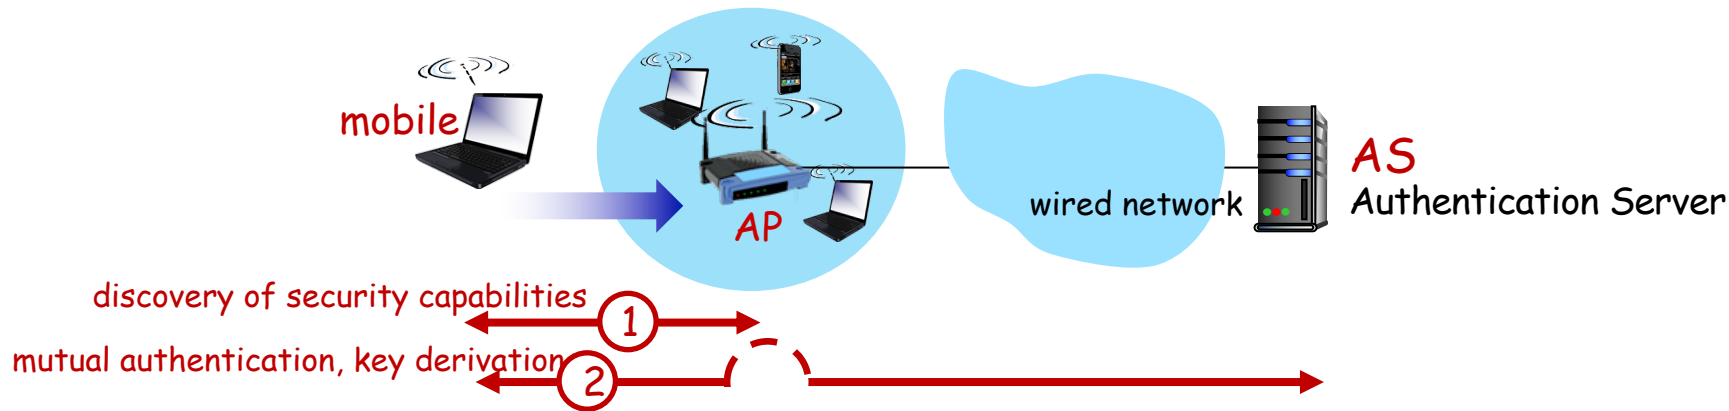 mobile
AP
wired network
AS
Authentication Server
discovery of security capabilities
1
mutual authentication, key derivation
2